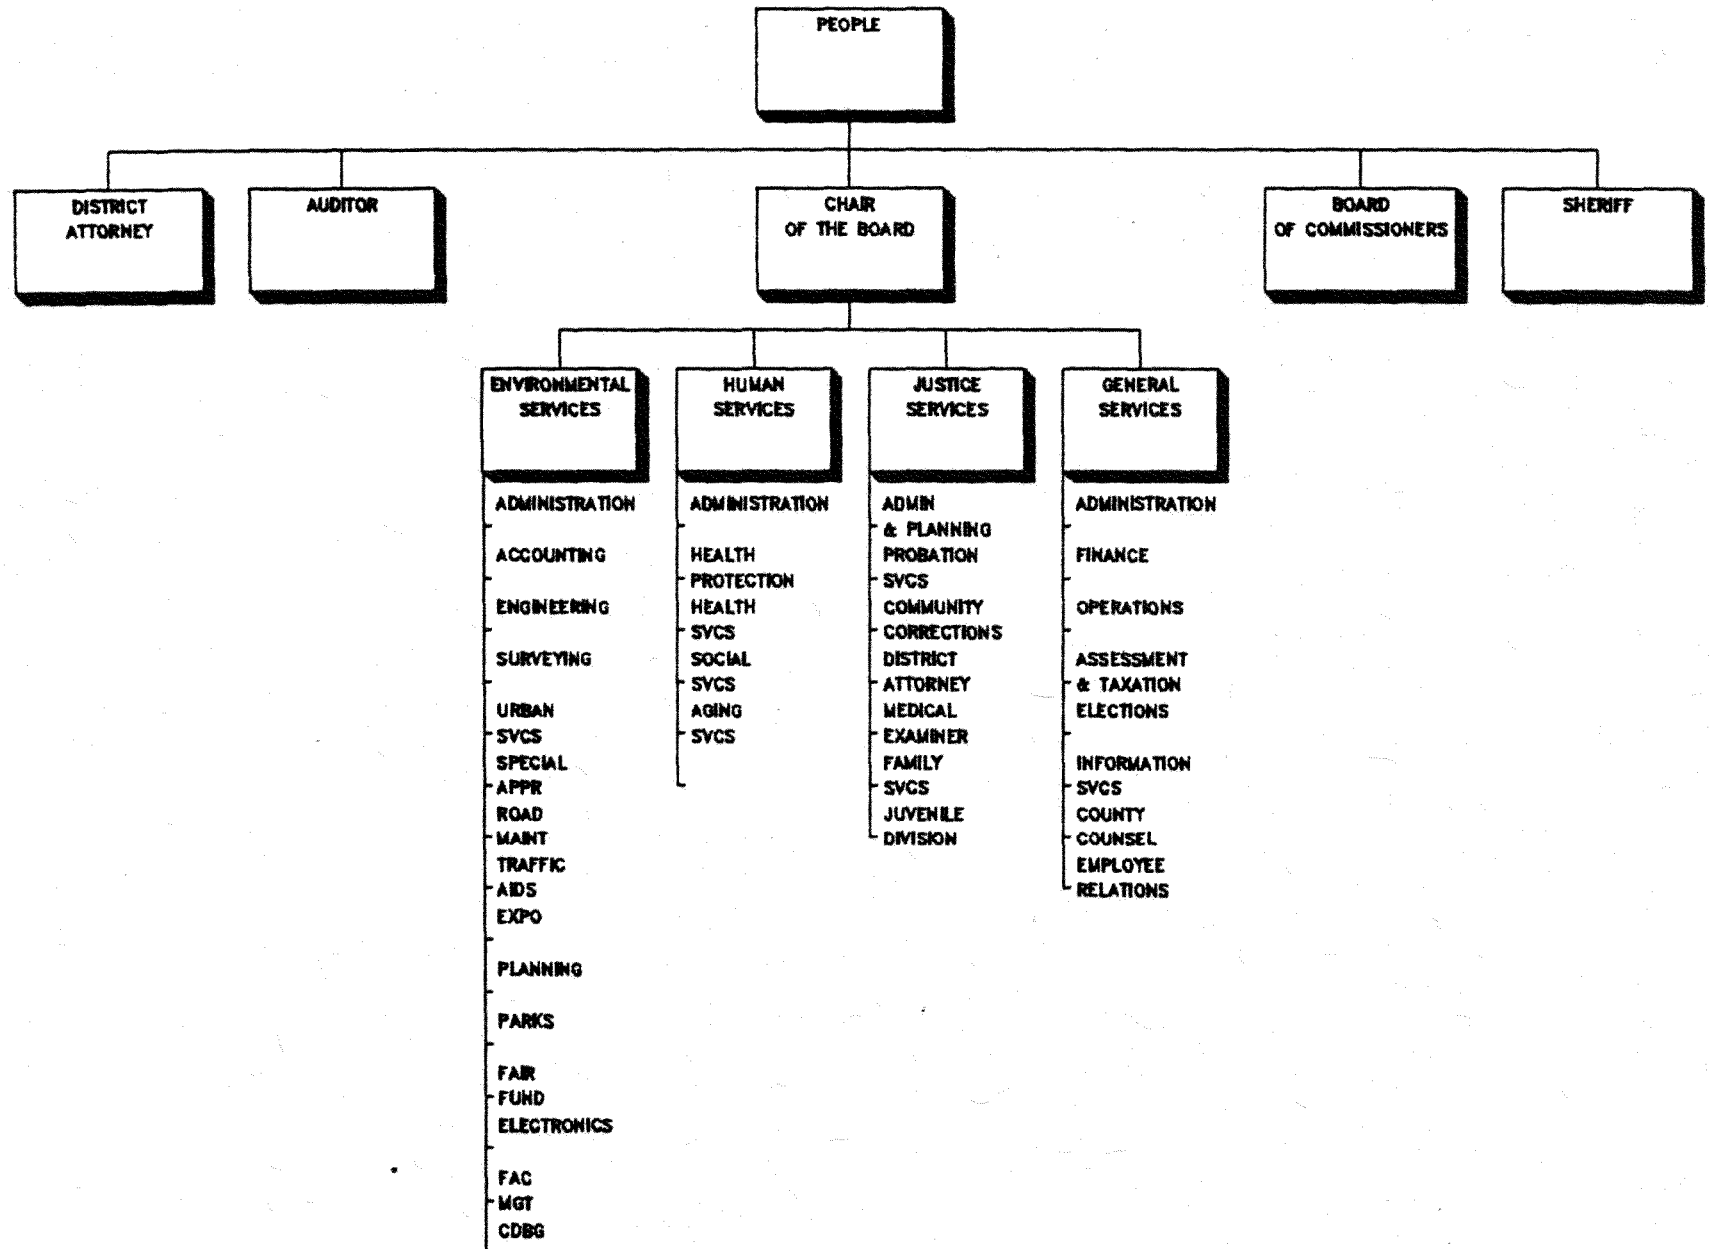 PEOPLE
DISTRICT
ATTORNEY
AUDITOR
CHAIR
OF THE BOARD
BOARD
OF COMMISSIONERS
SHERIFF
ENVIRONMENTAL
SERVICES
ADMINISTRATION
ACCOUNTING
ENGINEERING
SURVEYING
URBAN
SVCS
SPECIAL
APPR
ROAD
MAINT
TRAFFIC
AIDS
EXPO
PLANNING
PARKS
FAIR
FUND
ELECTRONICS
FAC
MGT
CDBG
HUMAN
SERVICES
ADMINISTRATION
HEALTH
PROTECTION
HEALTH
SVCS
SOCIAL
SVCS
AGING
SVCS
JUSTICE
SERVICES
ADMIN
& PLANNING
PROBATION
SVCS
COMMUNITY
CORRECTIONS
DISTRICT
ATTORNEY
MEDICAL
EXAMINER
FAMILY
SVCS
JUVENILE
DIVISION
GENERAL
SERVICES
ADMINISTRATION
FINANCE
OPERATIONS
ASSESSMENT
& TAXATION
ELECTIONS
INFORMATION
SVCS
COUNTY
COUNSEL
EMPLOYEE
RELATIONS